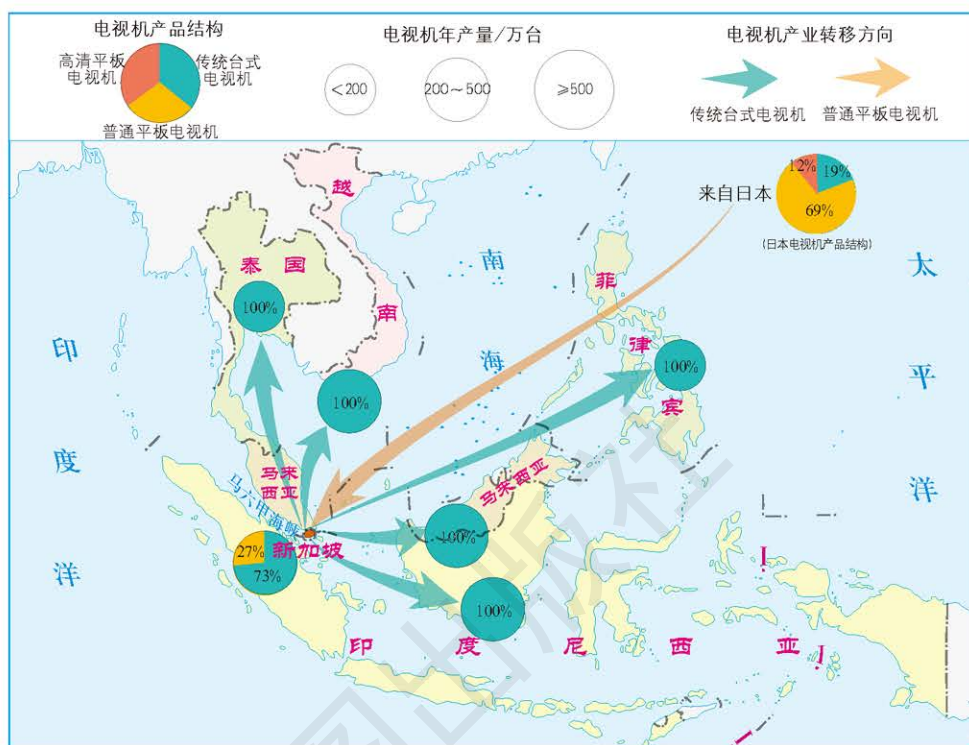 电视机产品结构
高清平板
电视机
传统台式
电视机
普通平板电视机
电视机年产量/万台
<200
200～500
≥500
电视机产业转移方向
传统台式电视机
普通平板电视机
12%
19%
69%
来自日本
(日本电视机产品结构)
越
南
泰国
100%
100%
南
海
菲
律
宾
100%
太
平
洋
印
度
洋
马来
西亚
马来西亚
马六甲海峡
新加坡
27%
73%
100%
100%
印度尼西亚
图出版社